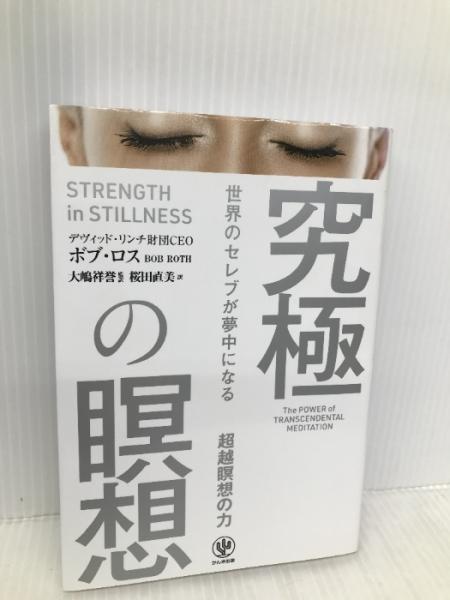 STRENGTH
in STILLNESS
デヴィッド・リンチ財団CEO
ボブ・ロス BOB ROTH
大嶋祥誉 監修 桜田直美 訳
世界のセレブが夢中になる
究極
の瞑想
The POWER of
TRANSCENDENTAL
MEDITATION
超越瞑想の力
かんき出版